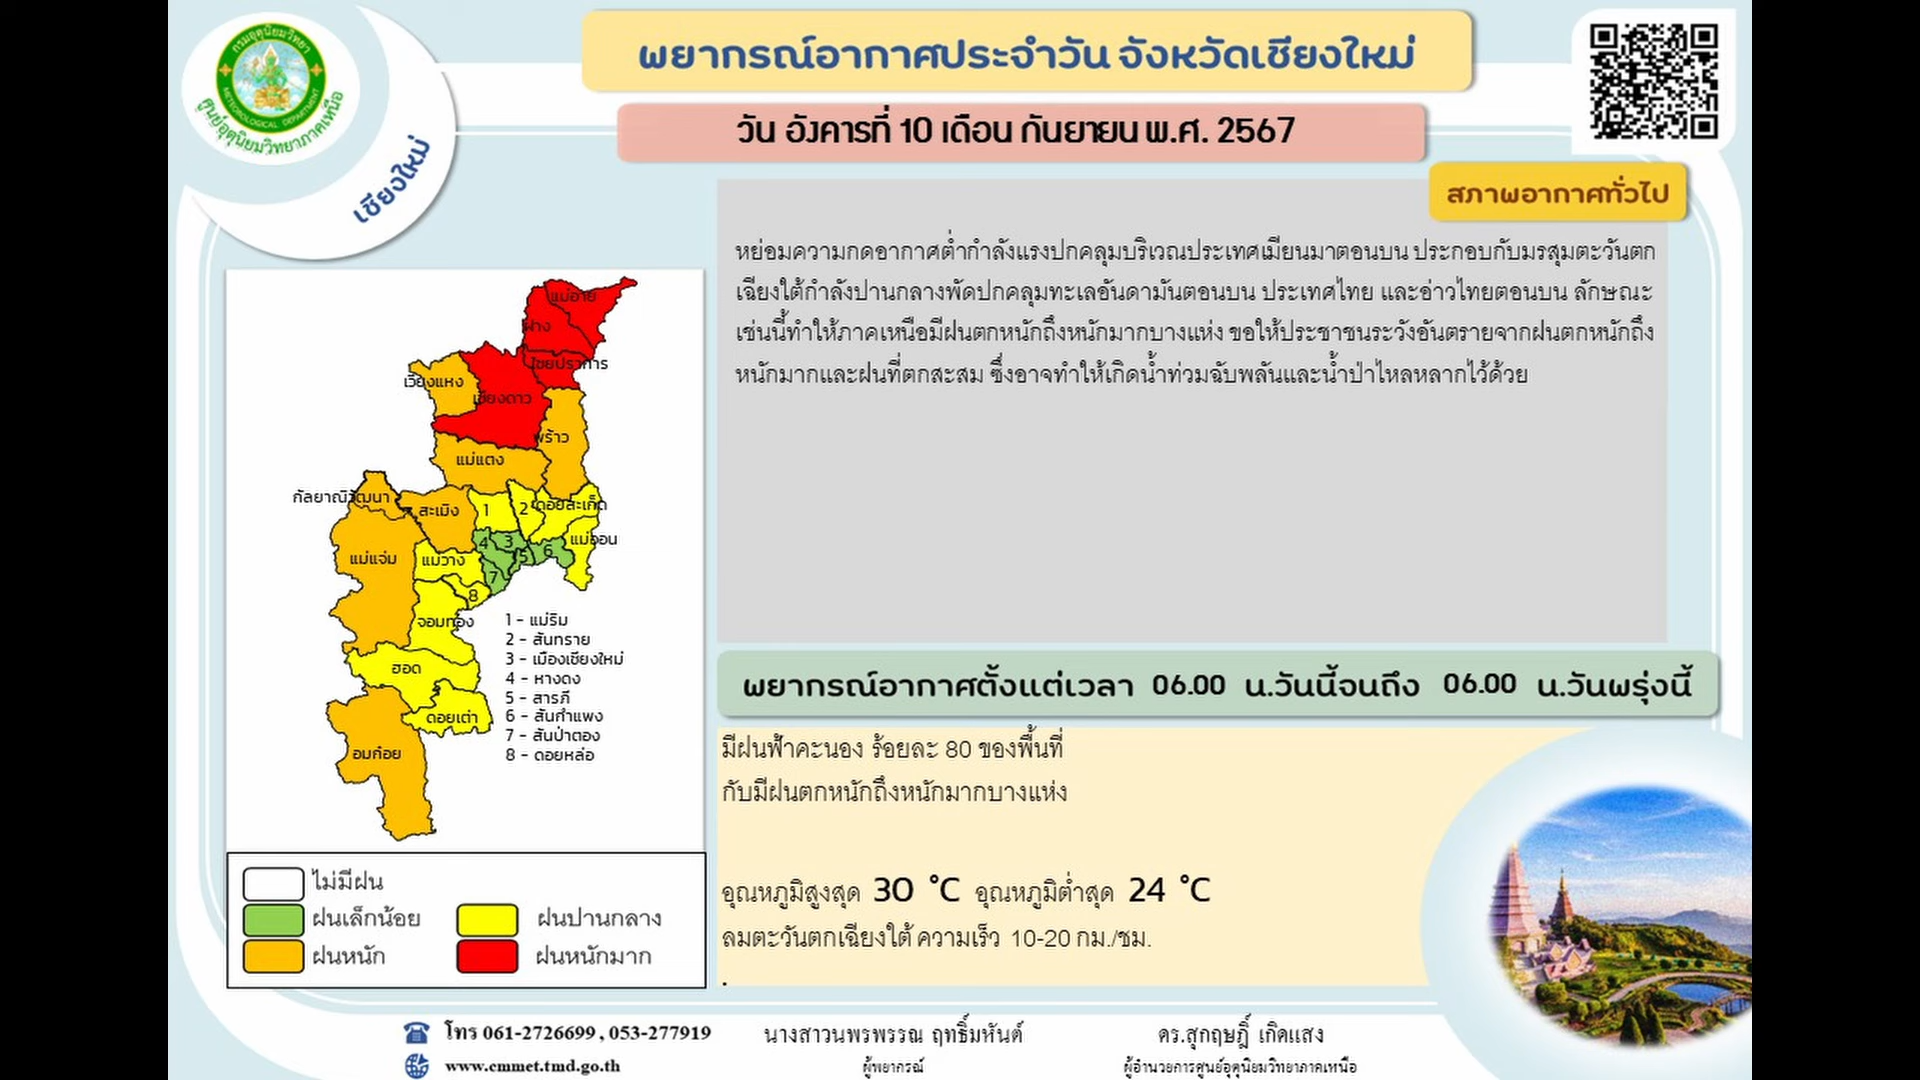 กรมอุตุนิยมวิทยา
METEOROLOGICAL DEPARTMENT
ศูนย์อุตุนิยมวิทยาภาคเหนือ
เชียงใหม่
พยากรณ์อากาศประจำวัน จังหวัดเชียงใหม่
วัน อังคารที่ 10 เดือน กันยายน พ.ศ. 2567
สภาพอากาศทั่วไป
หย่อมความกดอากาศต่ำกำลังแรงปกคลุมบริเวณประเทศเมียนมาตอนบน ประกอบกับมรสุมตะวันตก
เฉียงใต้กำลังปานกลางพัดปกคลุมทะเลอันดามันตอนบน ประเทศไทย และอ่าวไทยตอนบน ลักษณะ
เช่นนี้ทำให้ภาคเหนือมีฝนตกหนักถึงหนักมากบางแห่ง ขอให้ประชาชนระวังอันตรายจากฝนตกหนักถึง
หนักมากและฝนที่ตกสะสม ซึ่งอาจทำให้เกิดน้ำท่วมฉับพลันและน้ำป่าไหลหลากไว้ด้วย
แม่อาย
ฝาง
ไชยปราการ
เวียงแหง
เชียงดาว
พร้าว
แม่แตง
กัลยาณิวัฒนา
สะเมิง
1
2
ดอยสะเก็ด
4
3
5
6
แม่ออน
แม่แจ่ม
แม่วาง
7
8
จอมทอง
ฮอด
ดอยเต่า
อมก๋อย
1 - แม่ริม
2 - สันทราย
3 - เมืองเชียงใหม่
4 - หางดง
5 - สารภี
6 - สันกำแพง
7 - สันป่าตอง
8 - ดอยหล่อ
ไม่มีฝน
ฝนเล็กน้อย
ฝนปานกลาง
ฝนหนัก
ฝนหนักมาก
พยากรณ์อากาศตั้งแต่เวลา 06.00 น.วันนี้จนถึง 06.00 น.วันพรุ่งนี้
มีฝนฟ้าคะนอง ร้อยละ 80 ของพื้นที่
กับมีฝนตกหนักถึงหนักมากบางแห่ง
อุณหภูมิสูงสุด 30 °C อุณหภูมิต่ำสุด 24 °C
ลมตะวันตกเฉียงใต้ ความเร็ว 10-20 กม./ชม.
.
โทร 061-2726699 , 053-277919
www.cmmet.tmd.go.th
นางสาวนพรพรรณ ฤทธิ์มหันต์
ผู้พยากรณ์
ดร.สุกฤษฎิ์ เกิดแสง
ผู้อำนวยการศูนย์อุตุนิยมวิทยาภาคเหนือ